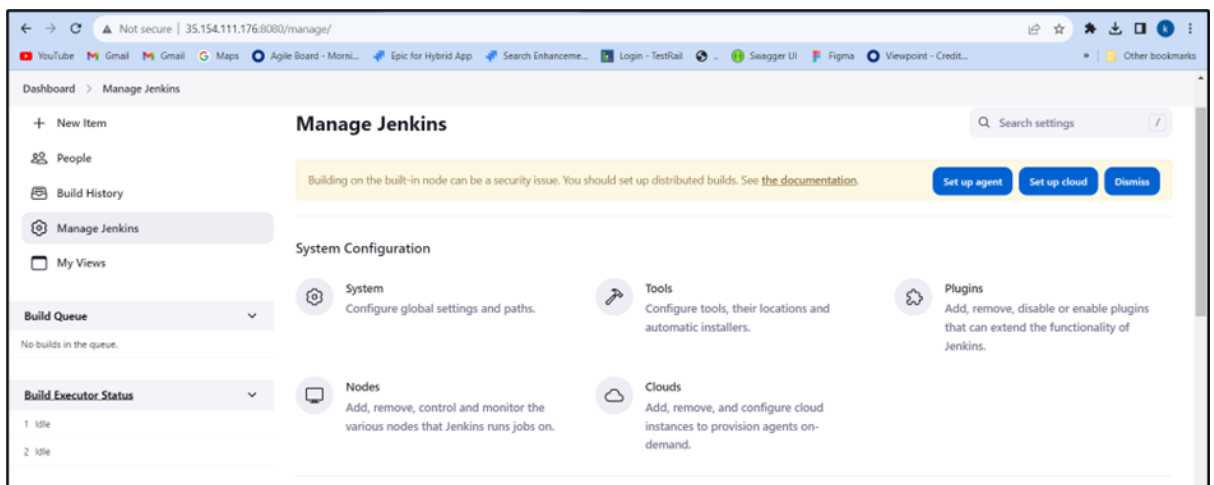 Not secure | 35.154.111.176:8080/manage/
YouTube Gmail Gmail Maps Agile Board - Morni... Epic for Hybrid App Search Enhanceme... Login - TestRail Swagger UI Figma Viewpoint - Credit... » Other bookmarks
Dashboard > Manage Jenkins
+ New Item
People
Build History
Manage Jenkins
My Views
Build Queue
No builds in the queue.
Build Executor Status
1 Idle
2 Idle
Manage Jenkins
Search settings /
Building on the built-in node can be a security issue. You should set up distributed builds. See the documentation.
Set up agent Set up cloud Dismiss
System Configuration
System
Configure global settings and paths.
Tools
Configure tools, their locations and
automatic installers.
Plugins
Add, remove, disable or enable plugins
that can extend the functionality of
Jenkins.
Nodes
Add, remove, control and monitor the
various nodes that Jenkins runs jobs on.
Clouds
Add, remove, and configure cloud
instances to provision agents on-
demand.